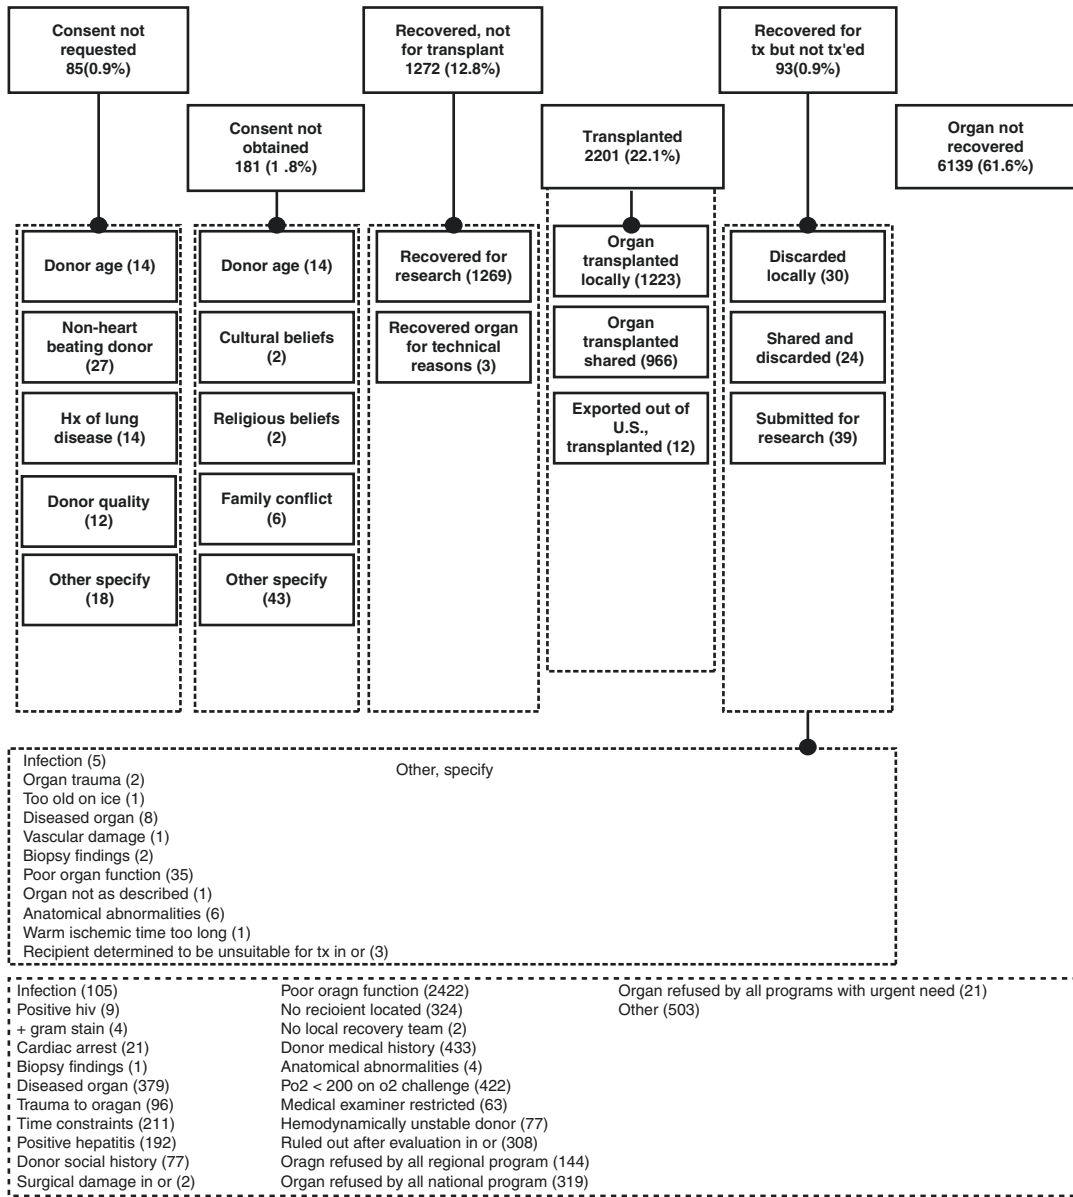 Consent not
requested
85(0.9%)
Recovered, not
for transplant
1272 (12.8%)
Recovered for
tx but not tx'ed
93(0.9%)
Consent not
obtained
181 (1 .8%)
Transplanted
2201 (22.1%)
Organ not
recovered
6139 (61.6%)
Donor age (14)
Non-heart
beating donor
(27)
Hx of lung
disease (14)
Donor quality
(12)
Other specify
(18)
Donor age (14)
Cultural beliefs
(2)
Religious beliefs
(2)
Family conflict
(6)
Other specify
(43)
Recovered for
research (1269)
Recovered organ
for technical
reasons (3)
Organ
transplanted
locally (1223)
Organ
transplanted
shared (966)
Exported out of
U.S.,
transplanted (12)
Discarded
locally (30)
Shared and
discarded (24)
Submitted for
research (39)
Other, specify
Infection (5)
Organ trauma (2)
Too old on ice (1)
Diseased organ (8)
Vascular damage (1)
Biopsy findings (2)
Poor organ function (35)
Organ not as described (1)
Anatomical abnormalities (6)
Warm ischemic time too long (1)
Recipient determined to be unsuitable for tx in or (3)
Infection (105)
Positive hiv (9)
+ gram stain (4)
Cardiac arrest (21)
Biopsy findings (1)
Diseased organ (379)
Trauma to oragan (96)
Time constraints (211)
Positive hepatitis (192)
Donor social history (77)
Surgical damage in or (2)
Poor oragn function (2422)
No recioient located (324)
No local recovery team (2)
Donor medical history (433)
Anatomical abnormalities (4)
Po2 < 200 on o2 challenge (422)
Medical examiner restricted (63)
Hemodynamically unstable donor (77)
Ruled out after evaluation in or (308)
Oragn refused by all regional program (144)
Organ refused by all national program (319)
Organ refused by all programs with urgent need (21)
Other (503)